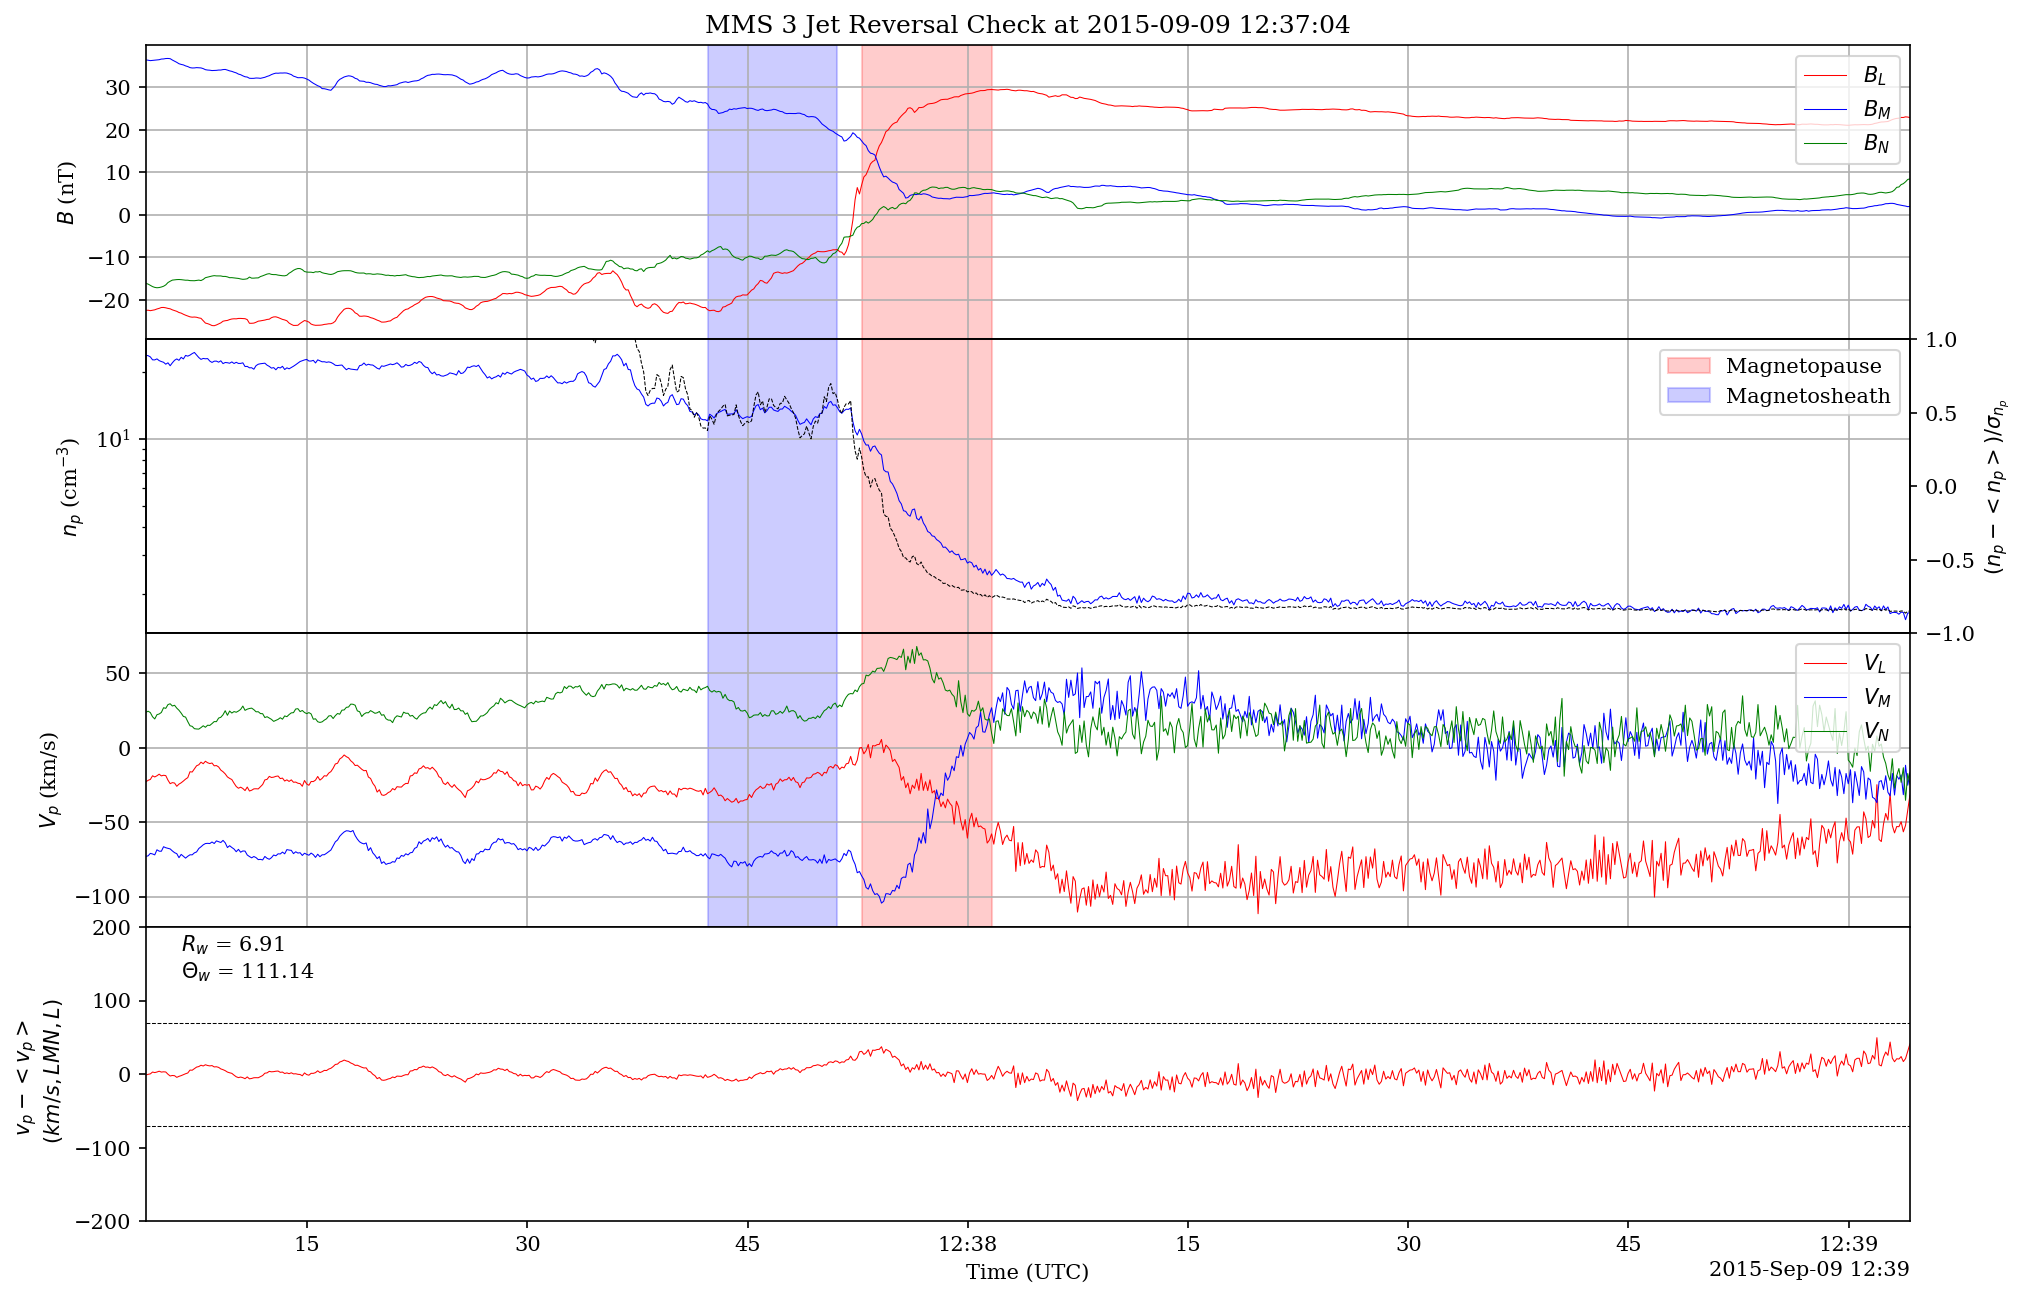 MMS 3 Jet Reversal Check at 2015-09-09 12:37:04
B (nT)
30
20
10
0
−10
−20
B_L
B_M
B_N
n_p (cm^{−3})
10^1
Magnetopause
Magnetosheath
1.0
0.5
0.0
−0.5
−1.0
(n_p − < n_p >)/σ_{n_p}
V_p (km/s)
50
0
−50
−100
V_L
V_M
V_N
v_p − < v_p >
(km/s, LMN, L)
200
100
0
−100
−200
R_w = 6.91
Θ_w = 111.14
15 30 45 12:38 15 30 45 12:39
Time (UTC)
2015-Sep-09 12:39